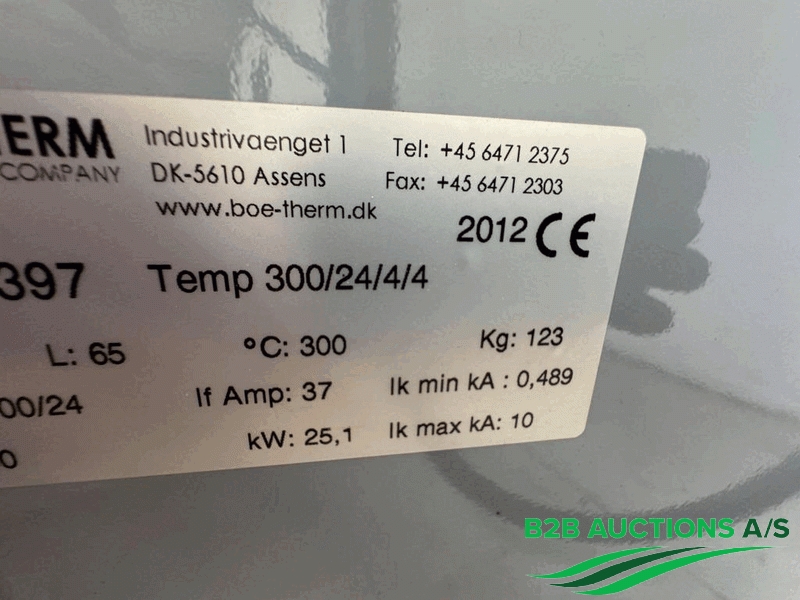 THERM
COMPANY
Industrivaenget 1
DK-5610 Assens
www.boe-therm.dk
Tel: +45 6471 2375
Fax: +45 6471 2303
2012 CE
397 Temp 300/24/4/4
L: 65 °C: 300 Kg: 123
00/24 If Amp: 37 Ik min kA : 0,489
0 kW: 25,1 Ik max kA: 10
B2B AUCTIONS A/S